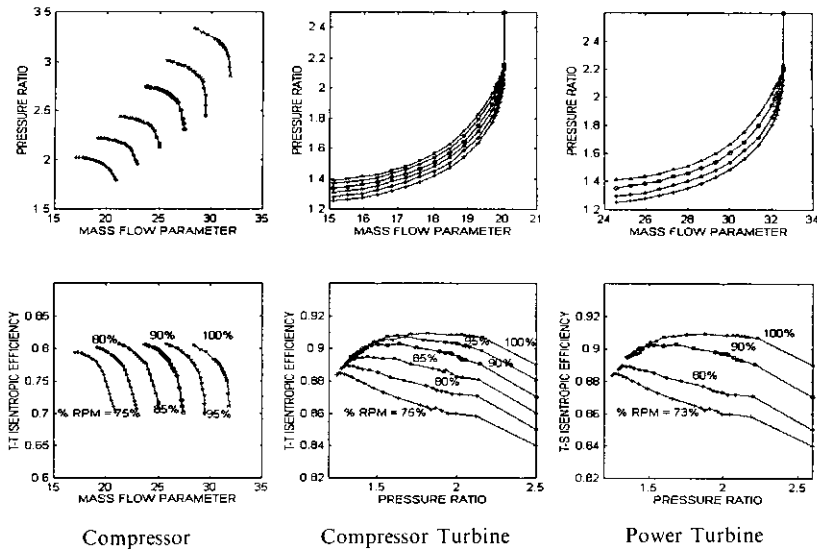 PRESSURE RATIO
3.5
3
2.5
2
1.5
15 20 25 30 35
MASS FLOW PARAMETER
PRESSURE RATIO
2.6
2.4
2.2
2
1.8
1.6
1.4
1.2
15 16 17 18 19 20 21
MASS FLOW PARAMETER
PRESSURE RATIO
2.6
2.4
2.2
2
1.8
1.6
1.4
1.2
24 26 28 30 32 34
MASS FLOW PARAMETER
T-T ISENTROPIC EFFICIENCY
0.85
0.8
0.75
0.7
0.65
0.6
80% 90% 100%
% RPM = 75% 85% 95%
15 20 25 30 35
MASS FLOW PARAMETER
T-T ISENTROPIC EFFICIENCY
0.92
0.9
0.88
0.86
0.84
0.82
95% 100%
85% 90%
80%
% RPM = 75%
1.5 2 2.5
PRESSURE RATIO
T-S ISENTROPIC EFFICIENCY
0.92
0.9
0.88
0.86
0.84
0.82
100%
90%
80%
% RPM = 73%
1.5 2 2.5
PRESSURE RATIO
Compressor Compressor Turbine Power Turbine